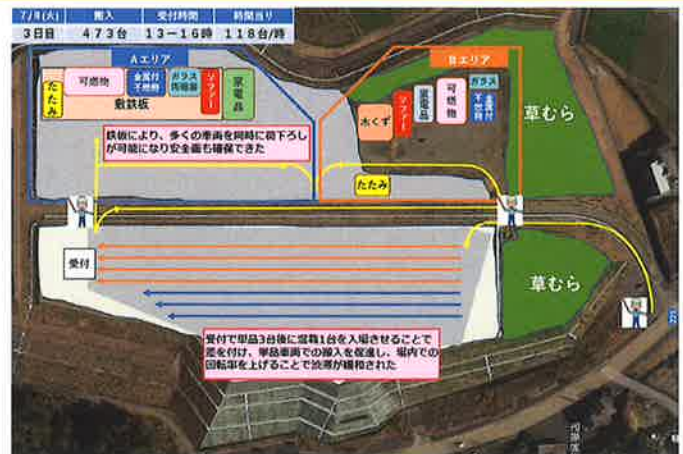 7/8(火) 搬入 受付時間 時間当り
3日目 473台 13－16時 118台/時
Aエリア
Bエリア
たたみ
可燃物
金属付
不燃物
ガラス
陶磁器
ソファー
家電品
敷鉄板
木くず
ソファー
家電品
可燃物
ガラス
金属付
不燃物
草むら
鉄板により、多くの車両を同時に荷下ろし
が可能になり安全面も確保できた
たたみ
受付
草むら
受付で単品3台後に混載1台を入場させることで
差を付け、単品車両での搬入を促進し、場内での
回転率を上げることで渋滞が緩和された